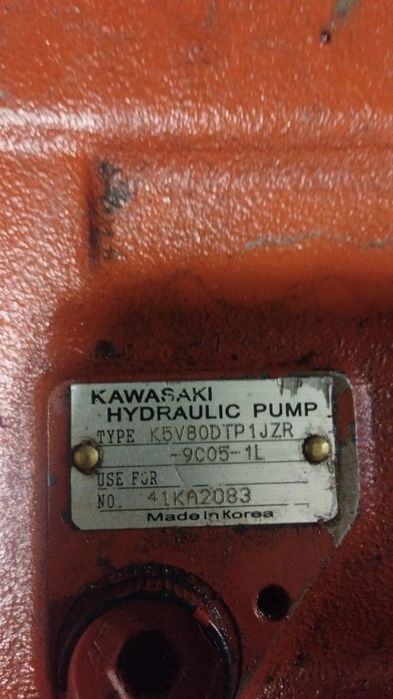 KAWASAKI
HYDRAULIC PUMP
TYPE K5V80DTP1JZR
-9C05-1L
USE FOR
NO. 41KA2083
Made in Korea